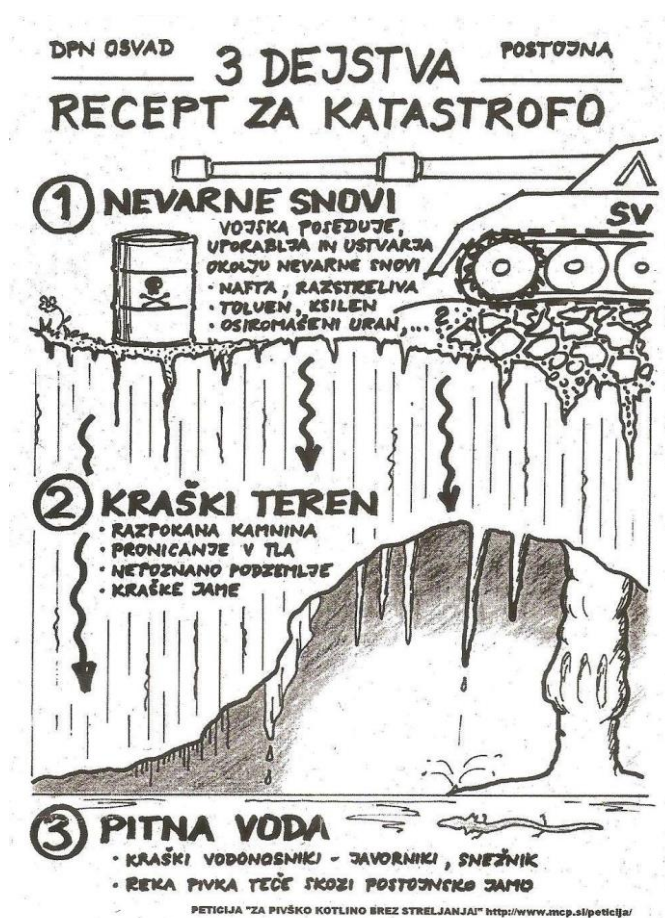 DPN OSVAD
POSTOJNA
3 DEJSTVA
RECEPT ZA KATASTROFO
1 NEVARNE SNOVI
VOJSKA POSEDUJE,
UPORABLJA IN USTVARJA
OKOLJU NEVARNE SNOVI
• NAFTA, RAZSTRELIVA
• TOLUEN, KSILEN
• OSIROMAŠENI URAN,... ?
SV
2 KRAŠKI TEREN
• RAZPOKANA KAMNINA
• PRONICANJE V TLA
• NEPOZNANO PODZEMLJE
• KRAŠKE JAME
3 PITNA VODA
• KRAŠKI VODONOSNIKI - JAVORNIKI, SNEŽNIK
• REKA PIVKA TEČE SKOZI POSTOJNSKO JAMO
PETICIJA "ZA PIVŠKO KOTLINO BREZ STRELJANJA!" http://www.mcp.si/peticija/